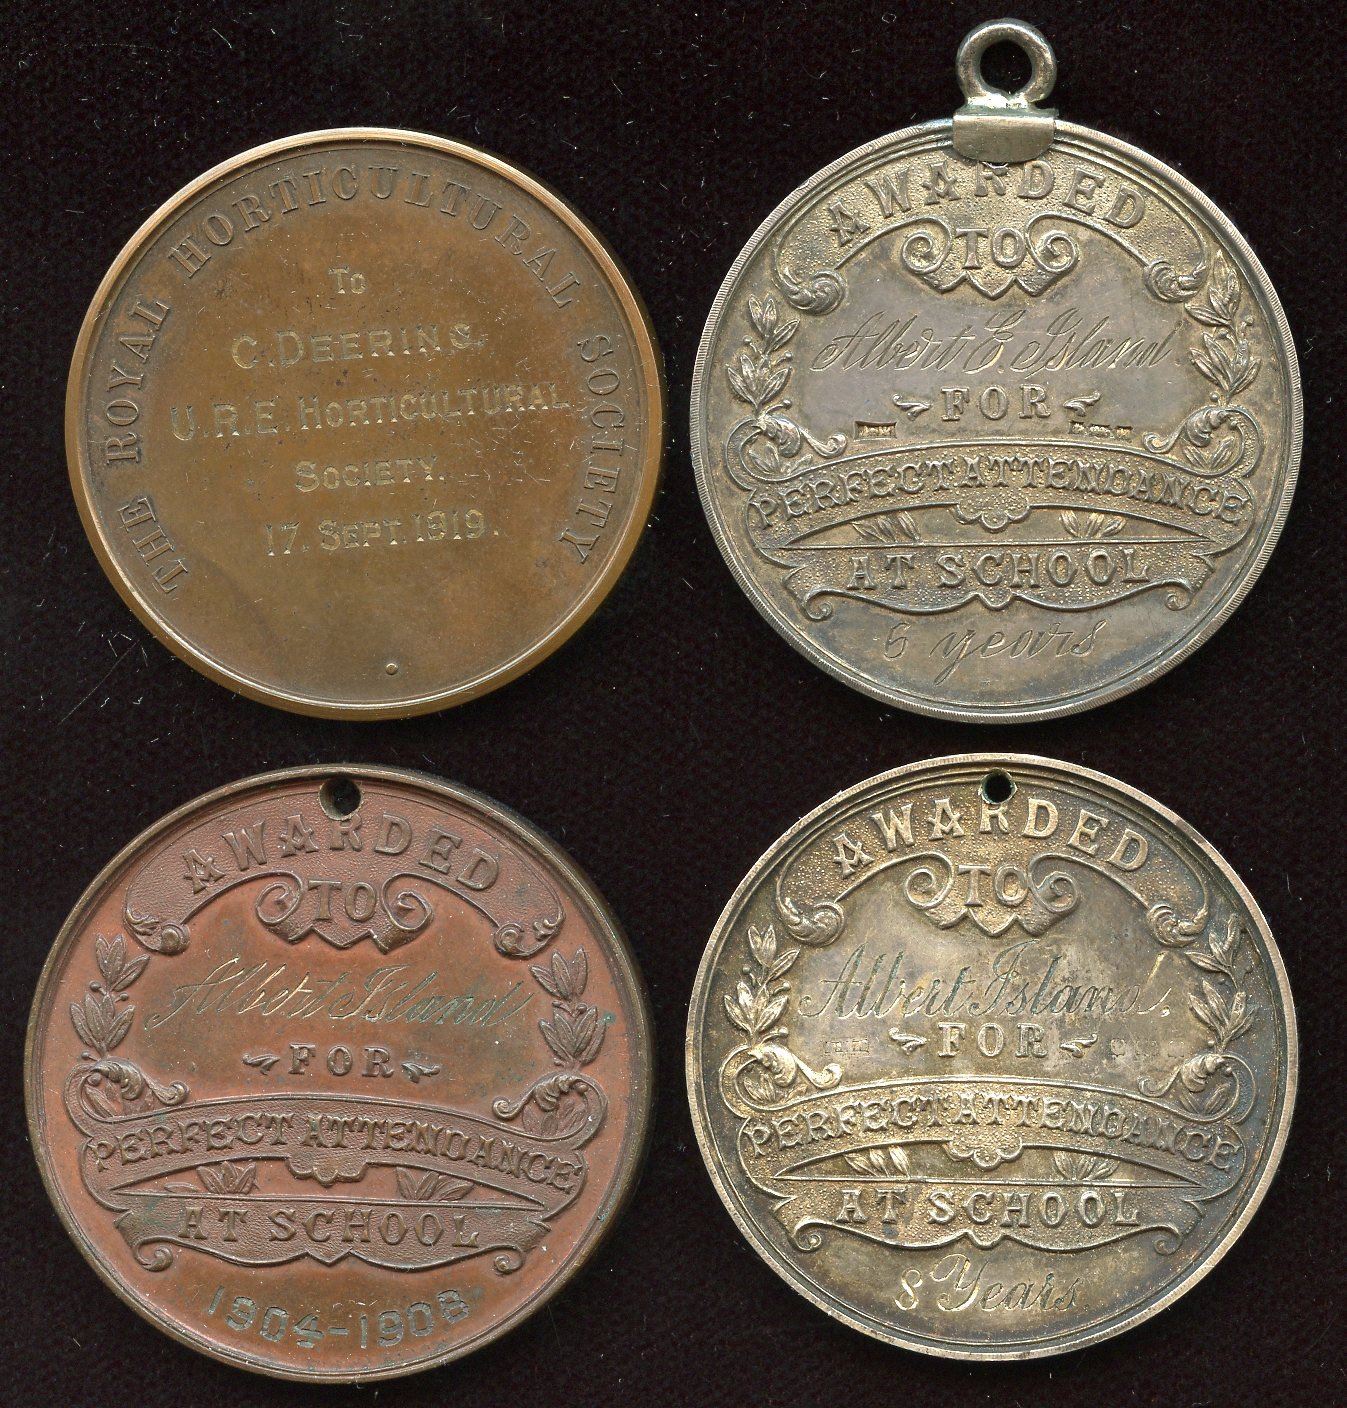 THE ROYAL HORTICULTURAL SOCIETY
TO
C. DEERINS.
U.R.E. HORTICULTURAL
SOCIETY.
17. SEPT. 1919.
AWARDED
TO
Albert E. Island
FOR
PERFECT ATTENDANCE
AT SCHOOL
6 years
AWARDED
TO
Albert Island
FOR
PERFECT ATTENDANCE
AT SCHOOL
1904-1908
AWARDED
TO
Albert Island.
FOR
PERFECT ATTENDANCE
AT SCHOOL
8 Years